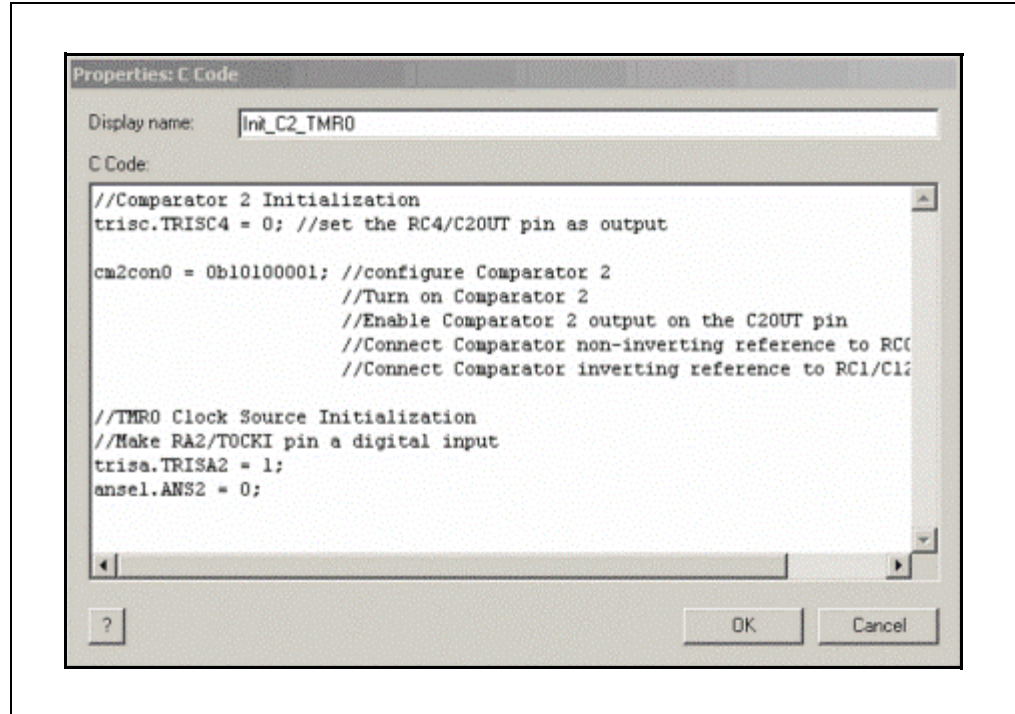 Properties: C Code
Display name: Init_C2_TMR0
C Code:
//Comparator 2 Initialization
trisc.TRISC4 = 0; //set the RC4/C2OUT pin as output
cm2con0 = 0b10100001; //configure Comparator 2
//Turn on Comparator 2
//Enable Comparator 2 output on the C2OUT pin
//Connect Comparator non-inverting reference to RC0
//Connect Comparator inverting reference to RC1/C12
//TMR0 Clock Source Initialization
//Make RA2/T0CKI pin a digital input
trisa.TRISA2 = 1;
ansel.ANS2 = 0;
?
OK
Cancel